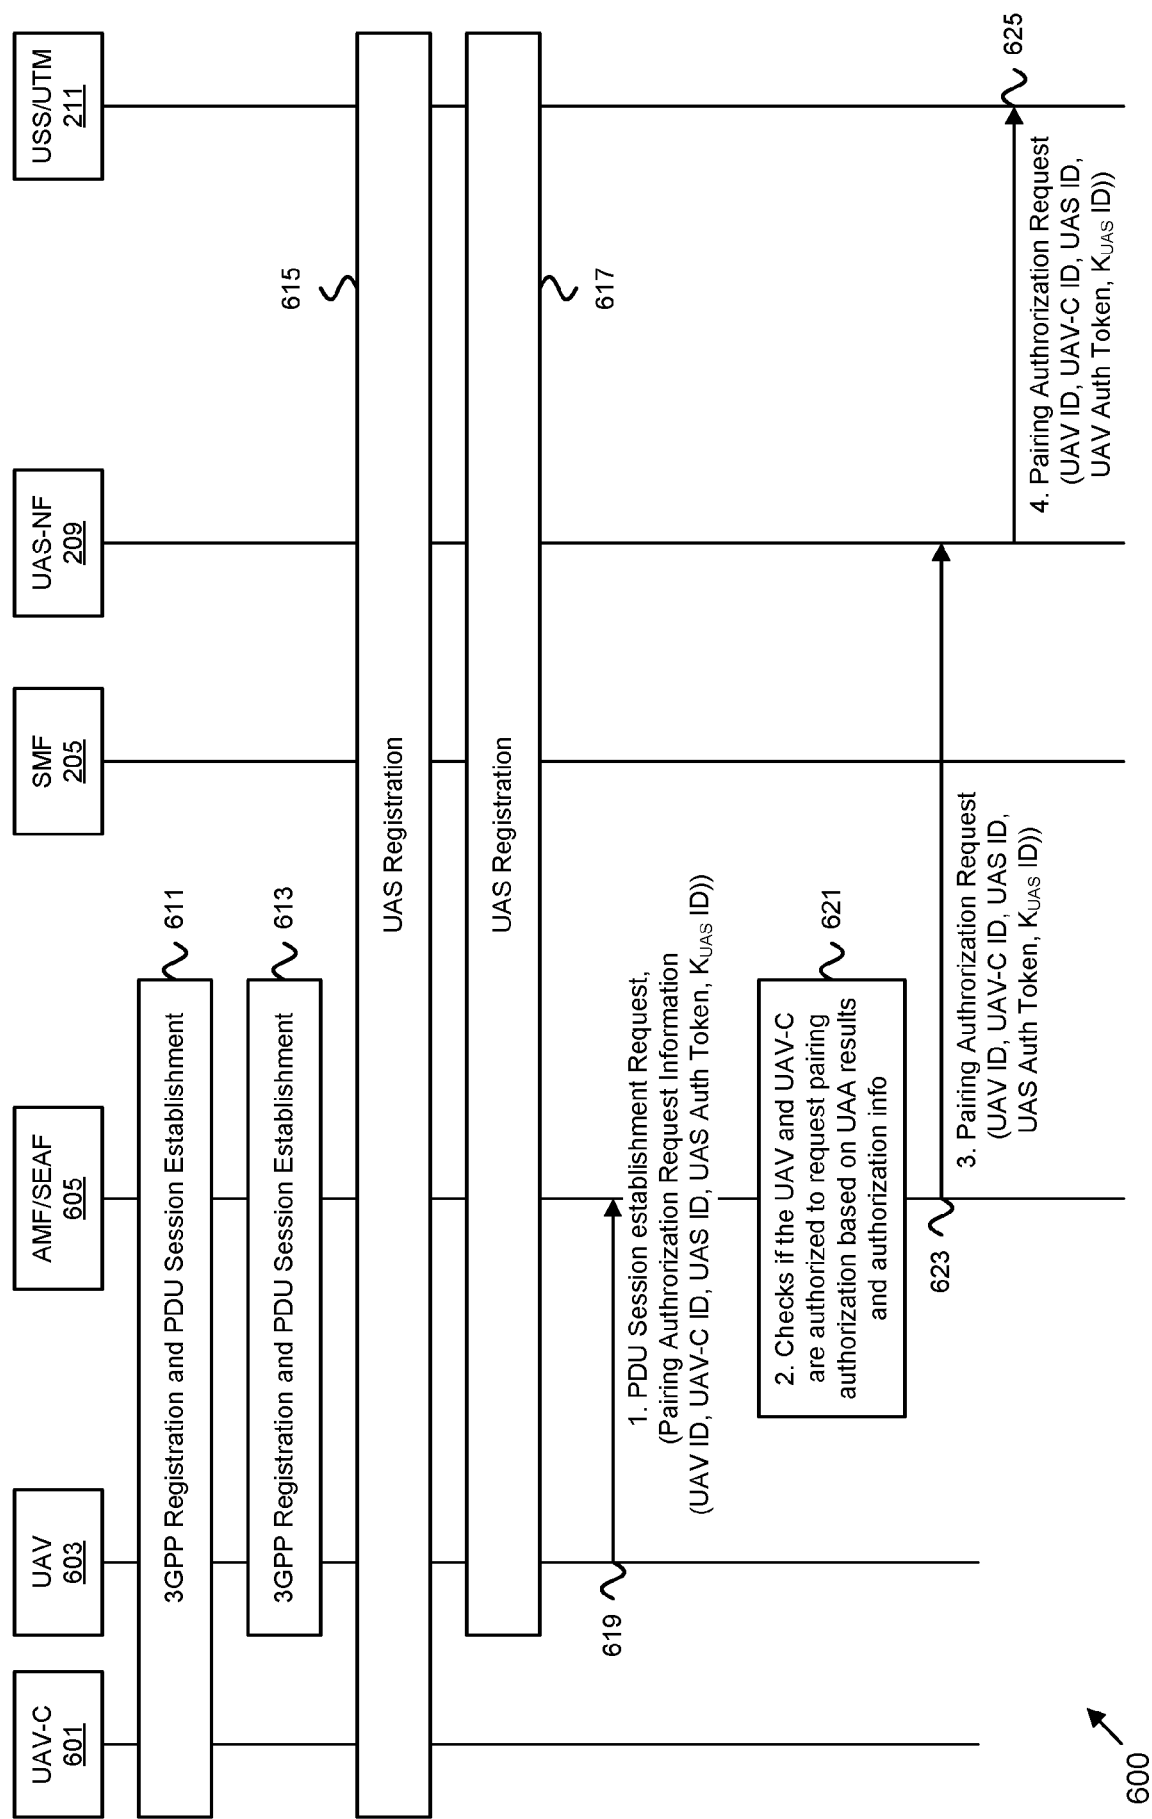 UAV-C
601
UAV
603
AMF/SEAF
605
SMF
205
UAS-NF
209
USS/UTM
211
3GPP Registration and PDU Session Establishment
611
3GPP Registration and PDU Session Establishment
613
UAS Registration
615
UAS Registration
617
619
1. PDU Session establishment Request,
(Pairing Authrorization Request Information
(UAV ID, UAV-C ID, UAS ID, UAS Auth Token, KUAS ID))
2. Checks if the UAV and UAV-C
are authorized to request pairing
authorization based on UAA results
and authorization info
621
623
3. Pairing Authrorization Request
(UAV ID, UAV-C ID, UAS ID,
UAS Auth Token, KUAS ID))
625
4. Pairing Authrorization Request
(UAV ID, UAV-C ID, UAS ID,
UAV Auth Token, KUAS ID))
600